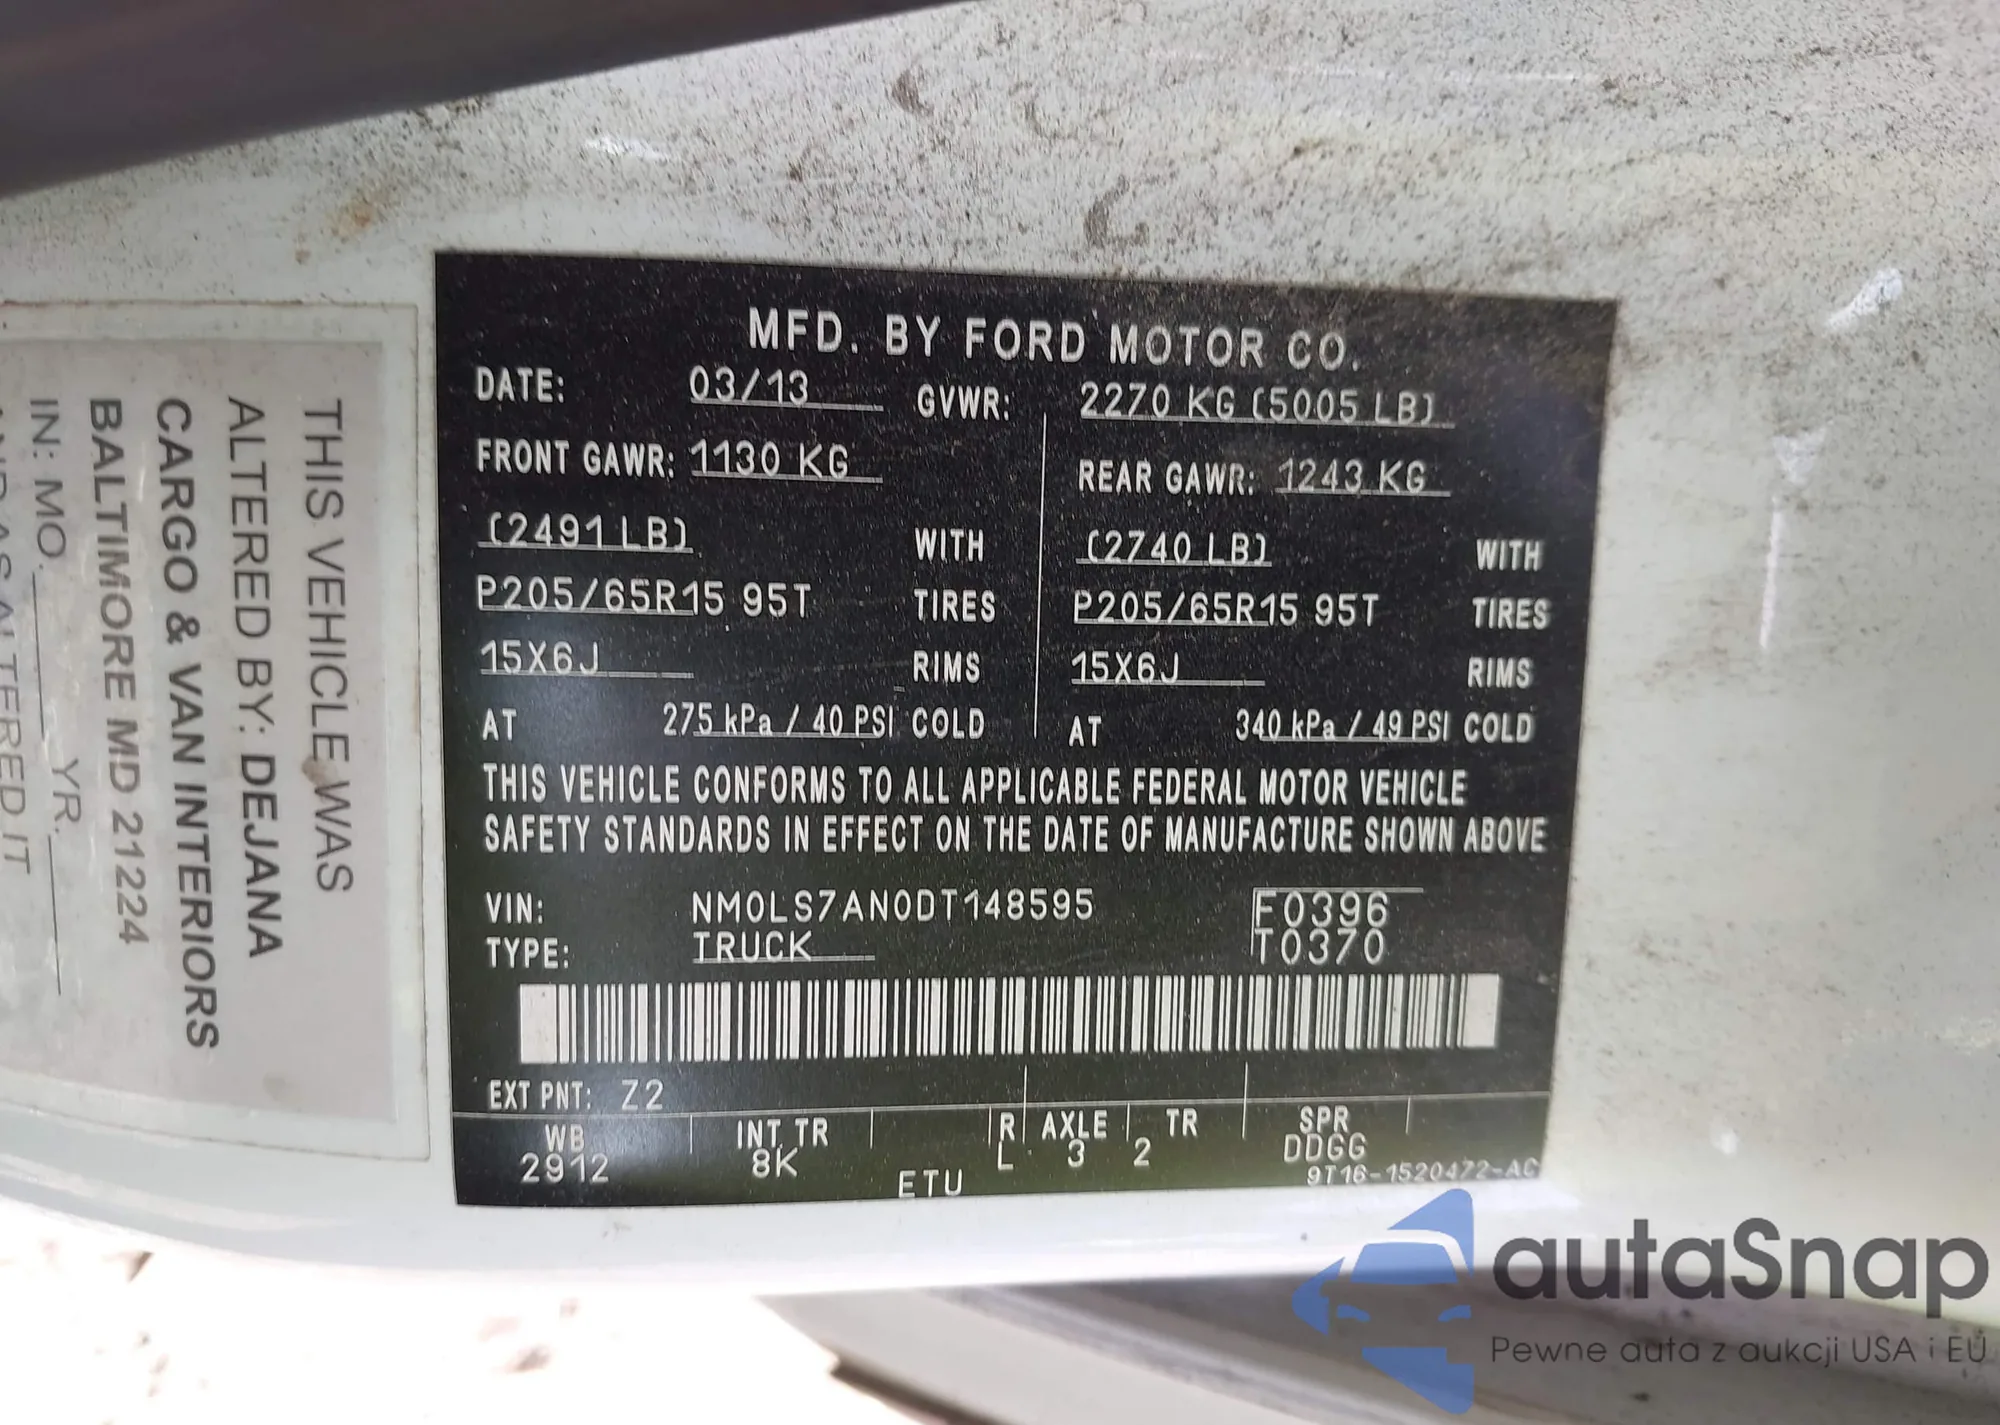 THIS VEHICLE WAS
ALTERED BY: DEJANA
CARGO & VAN INTERIORS
BALTIMORE MD 21224
IN: MO. YR.
AS ALTERED IT
MFD. BY FORD MOTOR CO.
DATE: 03/13 GVWR: 2270 KG (5005 LB)
FRONT GAWR: 1130 KG REAR GAWR: 1243 KG
(2491 LB) WITH (2740 LB) WITH
P205/65R15 95T TIRES P205/65R15 95T TIRES
15X6J RIMS 15X6J RIMS
AT 275 kPa / 40 PSI COLD AT 340 kPa / 49 PSI COLD
THIS VEHICLE CONFORMS TO ALL APPLICABLE FEDERAL MOTOR VEHICLE
SAFETY STANDARDS IN EFFECT ON THE DATE OF MANUFACTURE SHOWN ABOVE
VIN: NM0LS7AN0DT148595 F0396
TYPE: TRUCK T0370
EXT PNT: Z2
WB INT TR R AXLE TR SPR
2912 8K L 3 2 DDGG
ETU 9T16-1520472-AC
autaSnap
Pewne auta z aukcji USA i EU